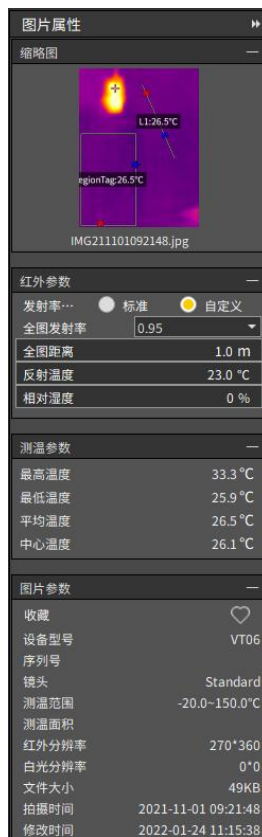 图片属性
缩略图
L1:26.5℃
egionTag:26.5℃
IMG211101092148.jpg
红外参数
发射率… 标准 自定义
全图发射率 0.95
全图距离 1.0 m
反射温度 23.0 ℃
相对湿度 0 %
测温参数
最高温度 33.3℃
最低温度 25.9℃
平均温度 26.5℃
中心温度 26.1℃
图片参数
收藏
设备型号 VT06
序列号
镜头 Standard
测温范围 -20.0~150.0℃
测温面积
红外分辨率 270*360
白光分辨率 0*0
文件大小 49KB
拍摄时间 2021-11-01 09:21:48
修改时间 2022-01-24 11:15:38